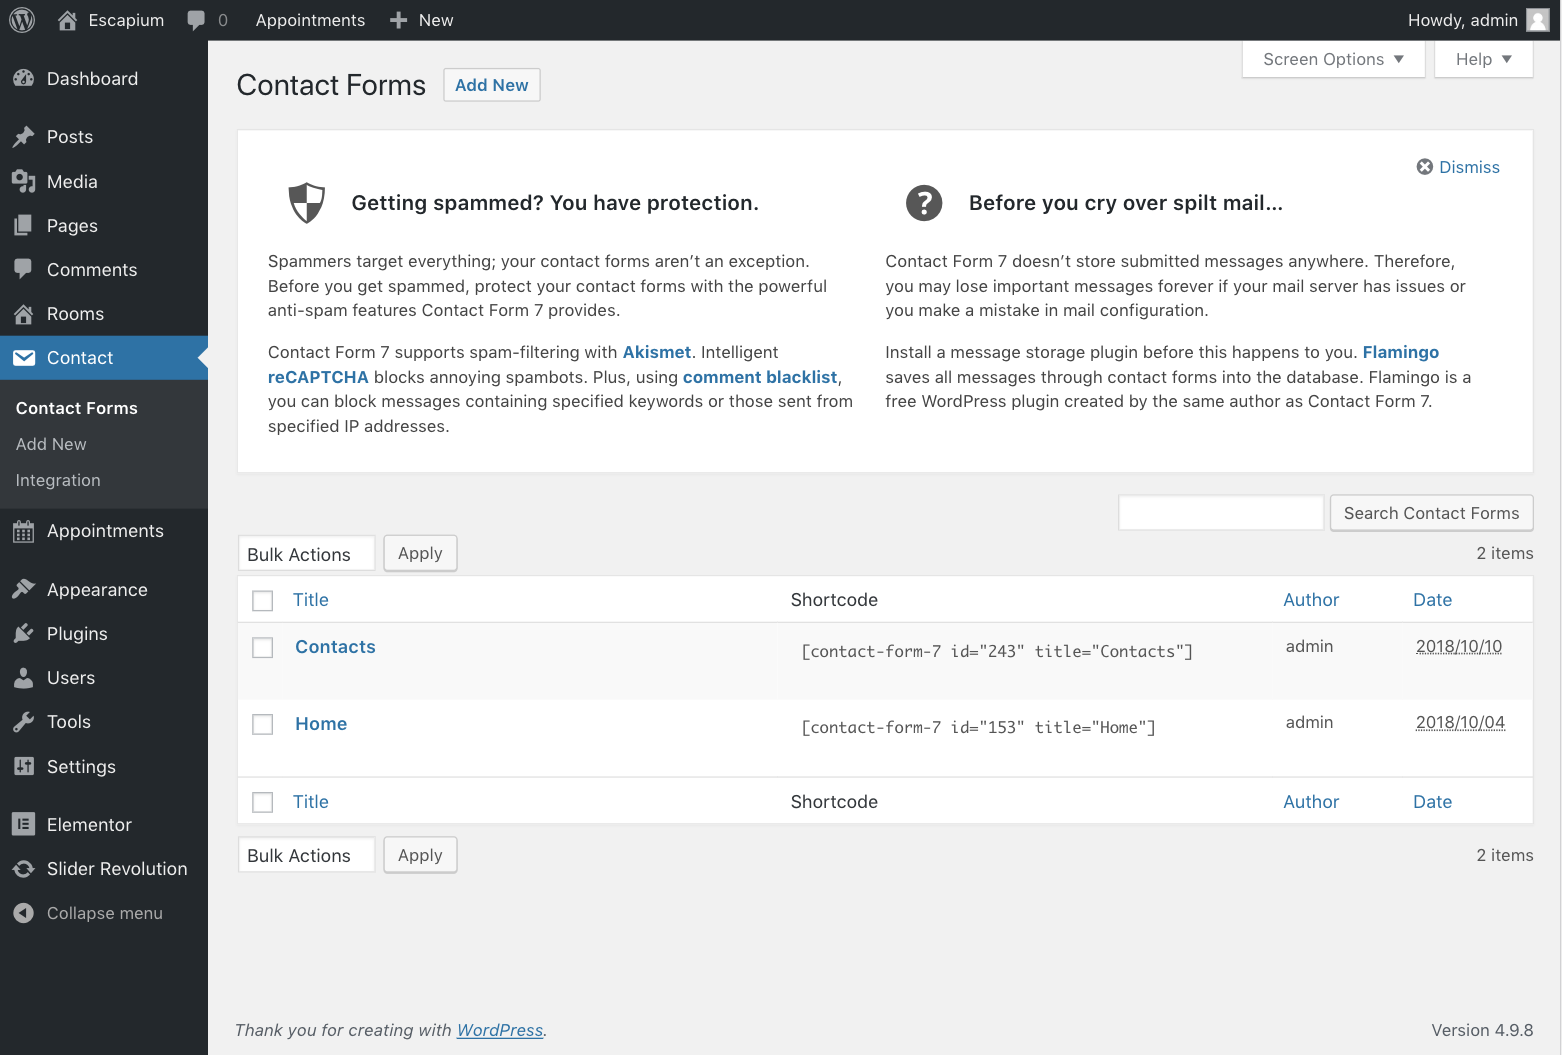 Escapium 0 Appointments New Howdy, admin
Screen Options Help
Dashboard
Posts
Media
Pages
Comments
Rooms
Contact
Contact Forms
Add New
Integration
Appointments
Appearance
Plugins
Users
Tools
Settings
Elementor
Slider Revolution
Collapse menu
Contact Forms Add New
Dismiss
Getting spammed? You have protection.
Spammers target everything; your contact forms aren’t an exception.
Before you get spammed, protect your contact forms with the powerful
anti-spam features Contact Form 7 provides.
Contact Form 7 supports spam-filtering with Akismet. Intelligent
reCAPTCHA blocks annoying spambots. Plus, using comment blacklist,
you can block messages containing specified keywords or those sent from
specified IP addresses.
Before you cry over spilt mail…
Contact Form 7 doesn’t store submitted messages anywhere. Therefore,
you may lose important messages forever if your mail server has issues or
you make a mistake in mail configuration.
Install a message storage plugin before this happens to you. Flamingo
saves all messages through contact forms into the database. Flamingo is a
free WordPress plugin created by the same author as Contact Form 7.
Search Contact Forms
Bulk Actions Apply 2 items
Title Shortcode Author Date
Contacts [contact-form-7 id="243" title="Contacts"] admin 2018/10/10
Home [contact-form-7 id="153" title="Home"] admin 2018/10/04
Title Shortcode Author Date
Bulk Actions Apply 2 items
Thank you for creating with WordPress. Version 4.9.8